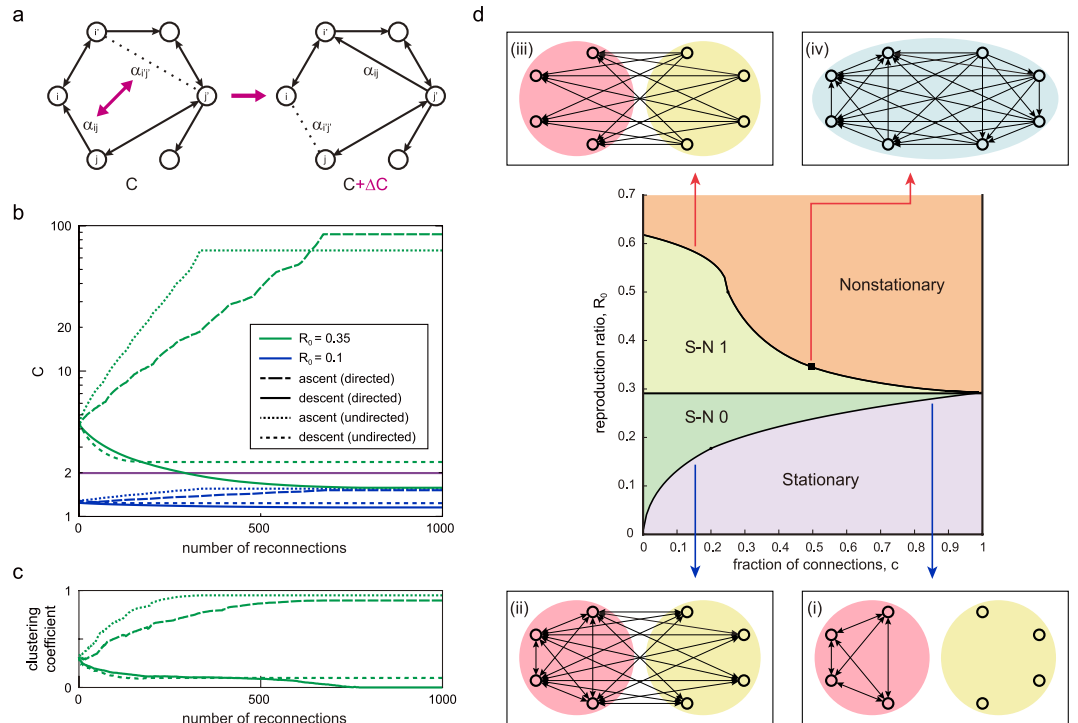 a
i'
i
j
j'
αi'j'
αij
C
i'
i
j
j'
αij
αi'j'
C+ΔC
b
100
20
10
2
1
C
0
500
1000
number of reconnections
R0 = 0.35
R0 = 0.1
ascent (directed)
descent (directed)
ascent (undirected)
descent (undirected)
c
1
0
clustering
coefficient
0
500
1000
number of reconnections
d
(iii)
(iv)
0.7
0.6
0.5
0.4
0.3
0.2
0.1
0
reproduction ratio, R0
Nonstationary
S-N 1
S-N 0
Stationary
0 0.1 0.2 0.3 0.4 0.5 0.6 0.7 0.8 0.9 1
fraction of connections, c
(ii)
(i)